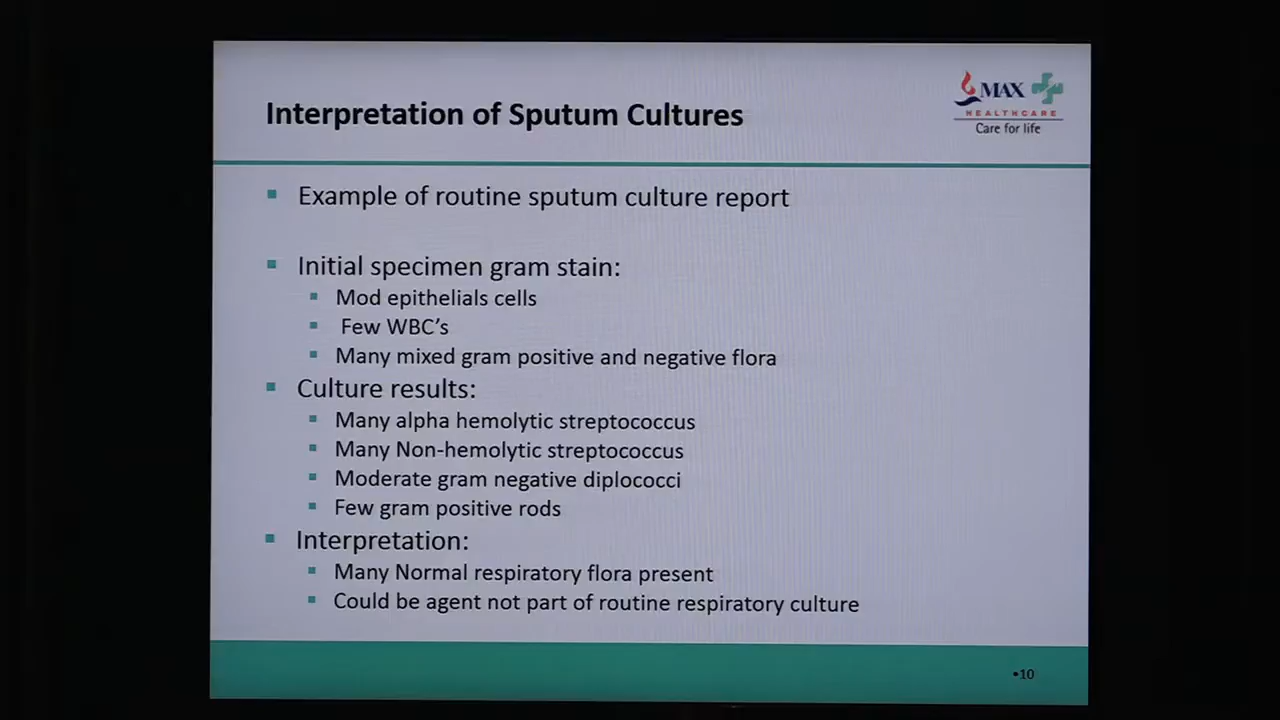 Interpretation of Sputum Cultures
MAX
HEALTHCARE
Care for life
Example of routine sputum culture report
Initial specimen gram stain:
Mod epithelials cells
Few WBC’s
Many mixed gram positive and negative flora
Culture results:
Many alpha hemolytic streptococcus
Many Non-hemolytic streptococcus
Moderate gram negative diplococci
Few gram positive rods
Interpretation:
Many Normal respiratory flora present
Could be agent not part of routine respiratory culture
•10